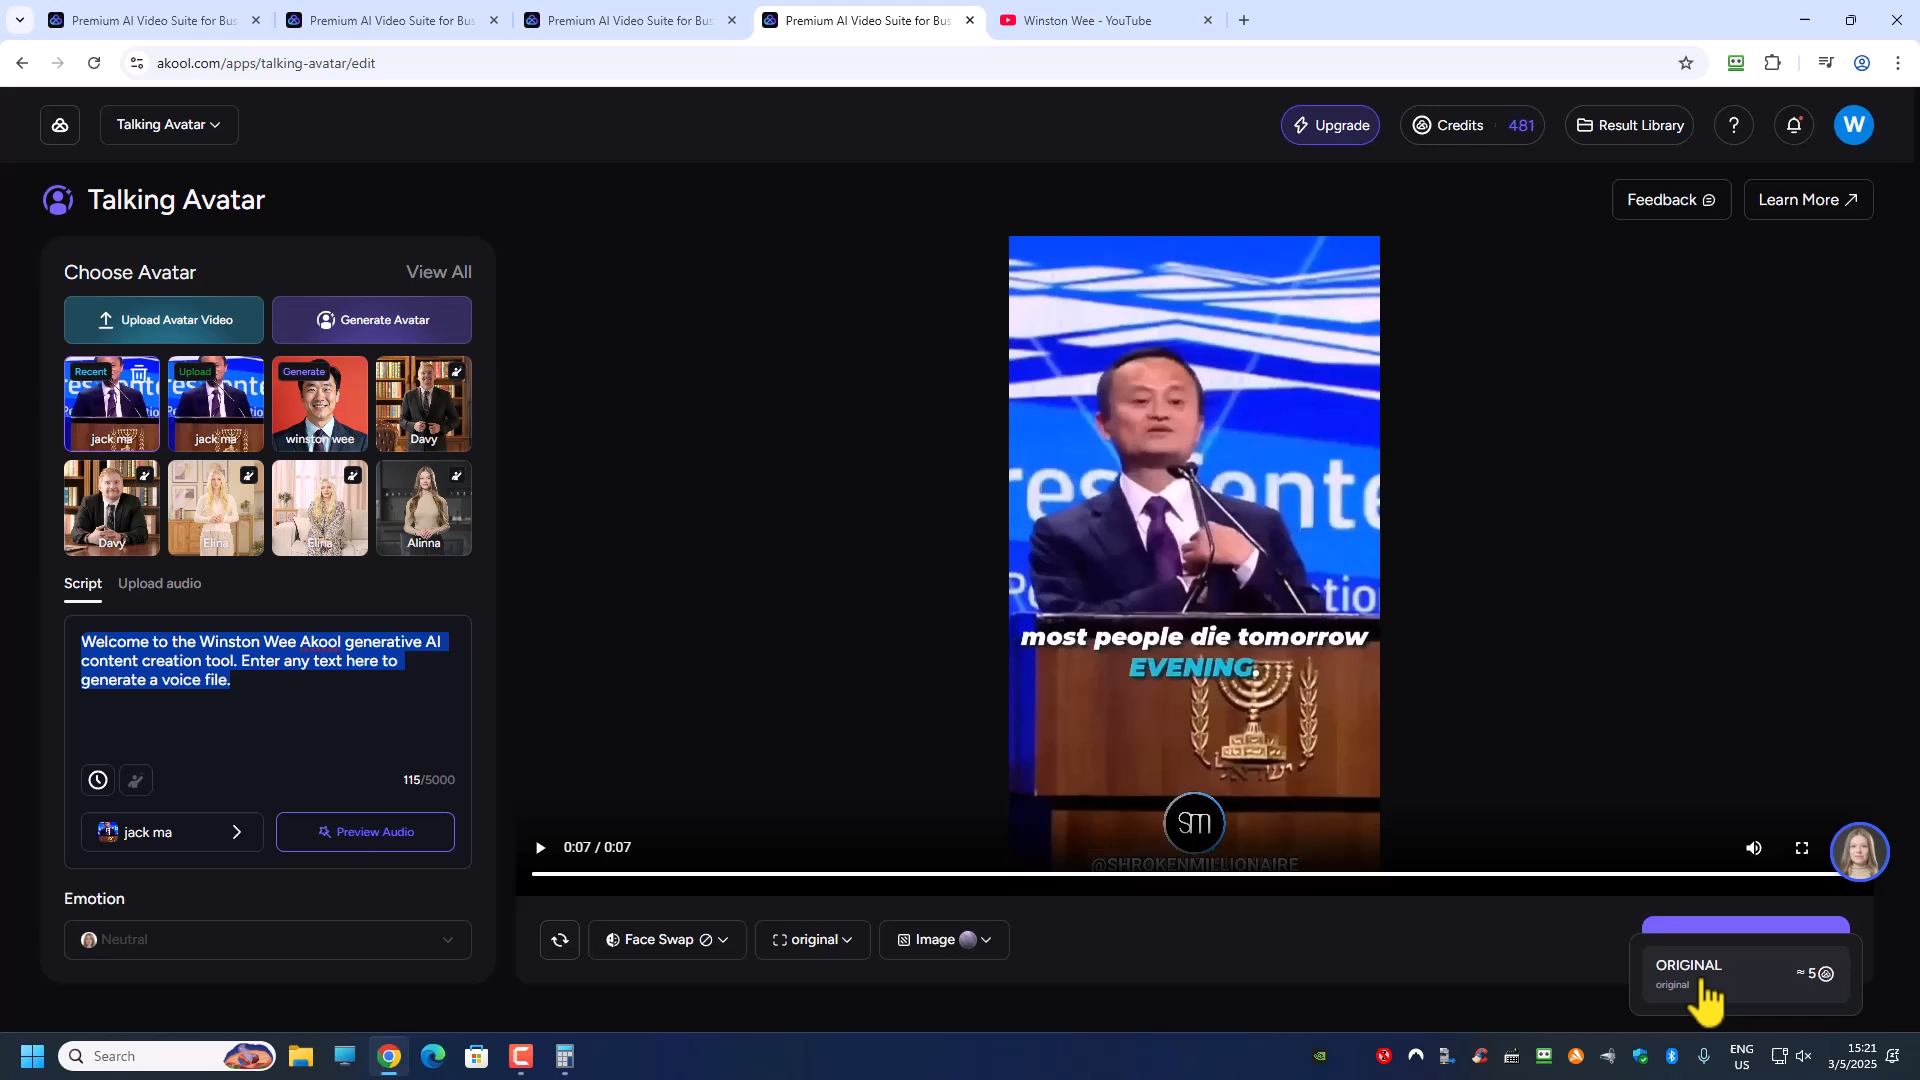 Premium AI Video Suite for Bus
Premium AI Video Suite for Bus
Premium AI Video Suite for Bus
Premium AI Video Suite for Bus
Winston Wee - YouTube
akool.com/apps/talking-avatar/edit
Talking Avatar
Upgrade
Credits 481
Result Library
?
W
Talking Avatar
Feedback
Learn More
Choose Avatar
View All
Upload Avatar Video
Generate Avatar
Recent
Upload
Generate
jack ma
jack ma
winston wee
Davy
Davy
Elina
Elina
Alinna
Script
Upload audio
Welcome to the Winston Wee Akool generative AI
content creation tool. Enter any text here to
generate a voice file.
115/5000
jack ma
Preview Audio
Emotion
Neutral
most people die tomorrow
EVENING.
ישראל
sm
@SHROKENMILLIONAIRE
0:07 / 0:07
Face Swap
original
Image
ORIGINAL
original
≈ 5
Search
ENG
US
15:21
3/5/2025